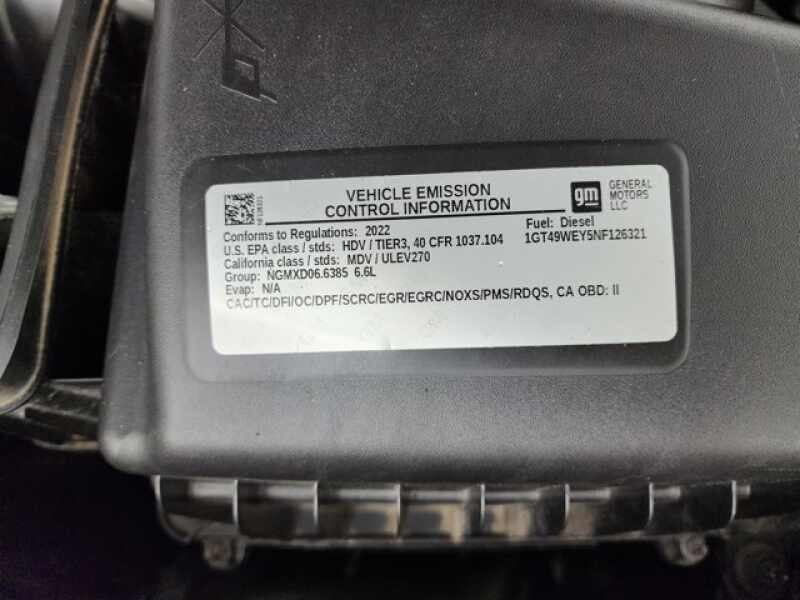 VEHICLE EMISSION
CONTROL INFORMATION
gm
GENERAL
MOTORS
LLC
Conforms to Regulations: 2022
Fuel: Diesel
U.S. EPA class / stds: HDV / TIER3, 40 CFR 1037.104
1GT49WEY5NF126321
California class / stds: MDV / ULEV270
Group: NGMXD06.6385 6.6L
Evap: N/A
CAC/TC/DFI/OC/DPF/SCRC/EGR/EGRC/NOXS/PMS/RDQS, CA OBD: II